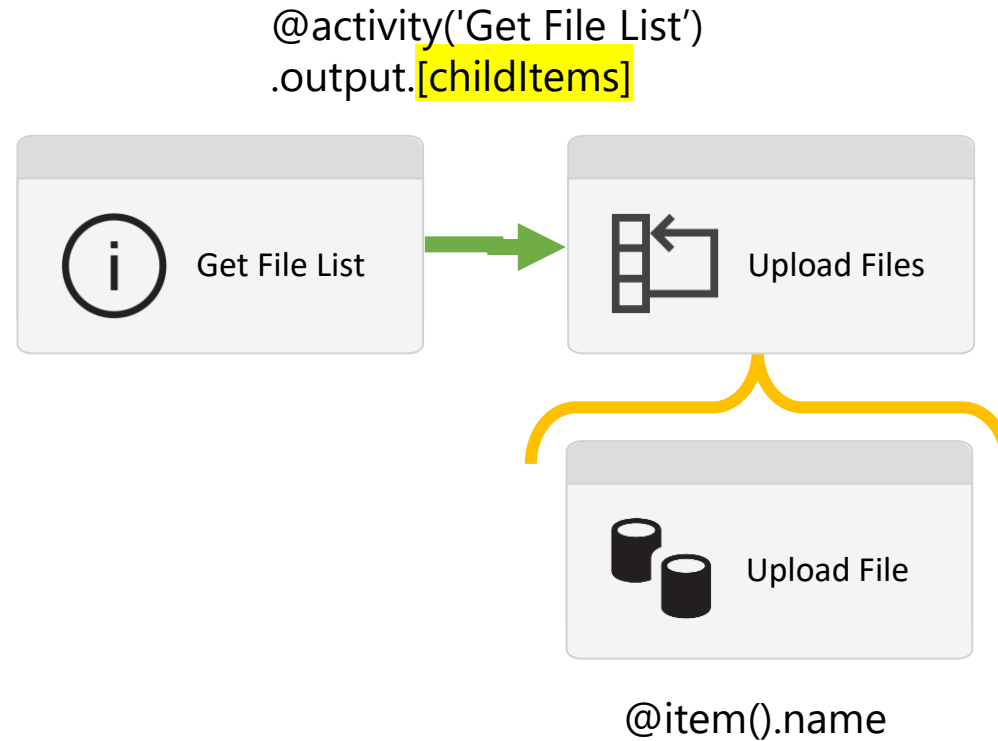 @activity('Get File List’)
.output.[childItems]
i
Get File List
Upload Files
Upload File
@item().name